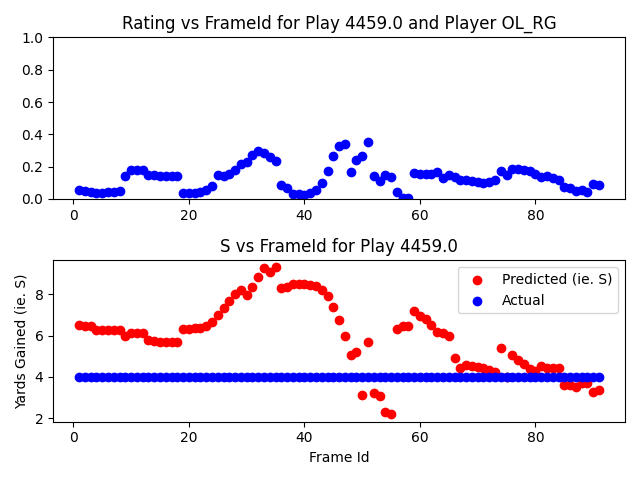 Rating vs FrameId for Play 4459.0 and Player OL_RG
1.0
0.8
0.6
0.4
0.2
0.0
0 20 40 60 80
S vs FrameId for Play 4459.0
Yards Gained (ie. S)
8
6
4
2
Predicted (ie. S)
Actual
0 20 40 60 80
Frame Id